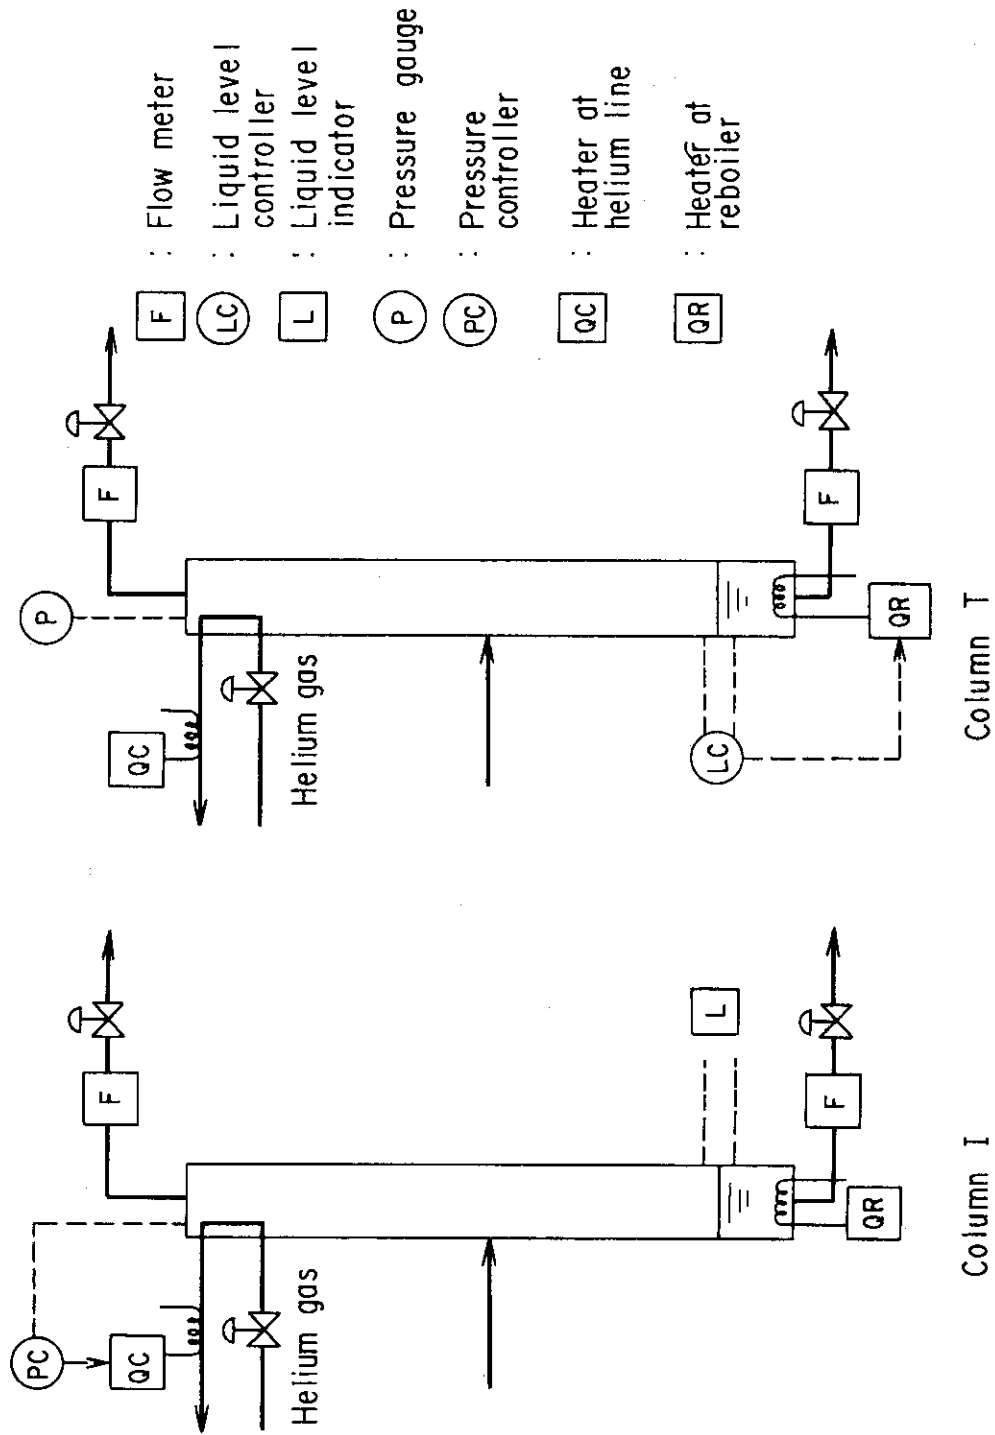 PC
QC
Helium gas
F
L
F
QR
Column I
P
QC
Helium gas
F
LC
F
QR
Column T
F : Flow meter
LC : Liquid level
controller
L : Liquid level
indicator
P : Pressure gauge
PC : Pressure
controller
QC : Heater at
helium line
QR : Heater at
reboiler